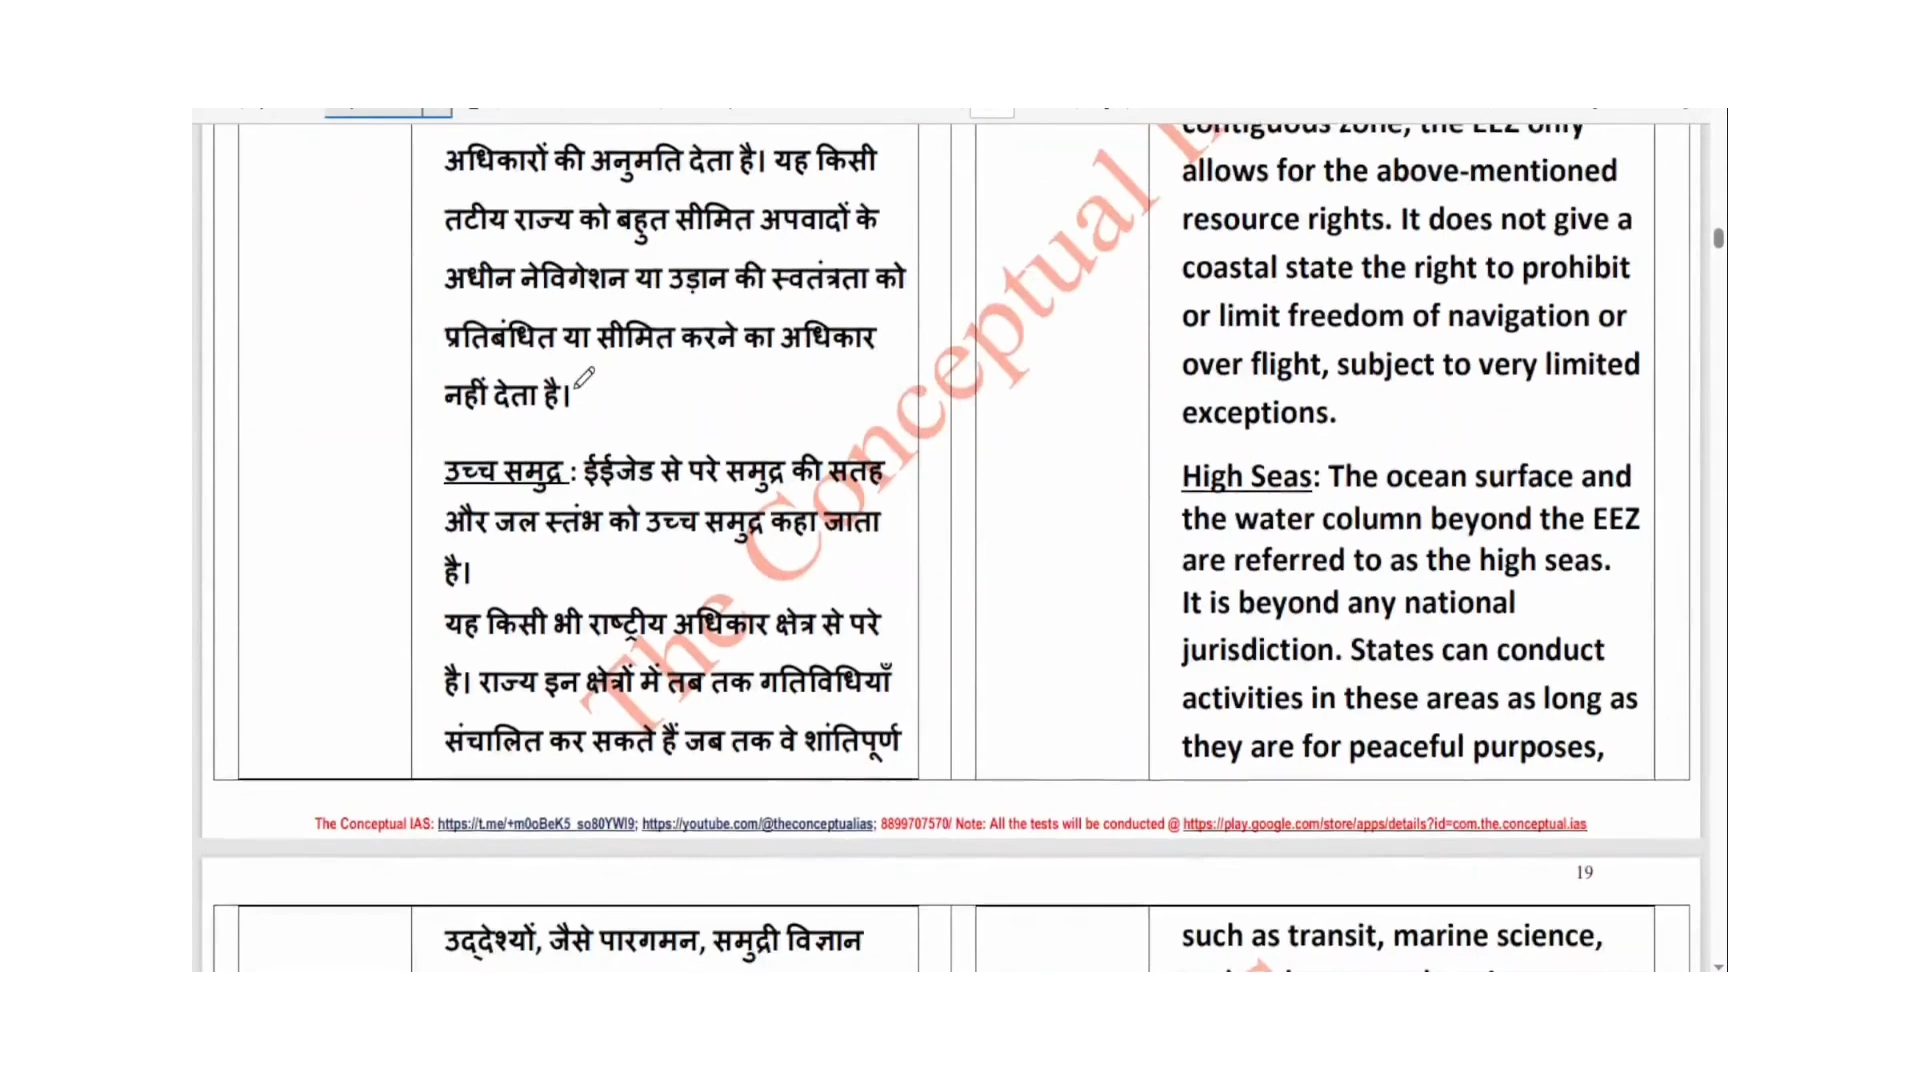 अधिकारों की अनुमति देता है। यह किसी
तटीय राज्य को बहुत सीमित अपवादों के
अधीन नेविगेशन या उड़ान की स्वतंत्रता को
प्रतिबंधित या सीमित करने का अधिकार
नहीं देता है।
उच्च समुद्र : ईईजेड से परे समुद्र की सतह
और जल स्तंभ को उच्च समुद्र कहा जाता
है।
यह किसी भी राष्ट्रीय अधिकार क्षेत्र से परे
है। राज्य इन क्षेत्रों में तब तक गतिविधियाँ
संचालित कर सकते हैं जब तक वे शांतिपूर्ण
contiguous zone, the EEZ only
allows for the above-mentioned
resource rights. It does not give a
coastal state the right to prohibit
or limit freedom of navigation or
over flight, subject to very limited
exceptions.
High Seas: The ocean surface and
the water column beyond the EEZ
are referred to as the high seas.
It is beyond any national
jurisdiction. States can conduct
activities in these areas as long as
they are for peaceful purposes,
The Conceptual
The Conceptual IAS: https://t.me/+m0oBeK5_so80YWI9; https://youtube.com/@theconceptualias; 8899707570/ Note: All the tests will be conducted @ https://play.google.com/store/apps/details?id=com.the.conceptual.ias
19
उद्देश्यों, जैसे पारगमन, समुद्री विज्ञान
such as transit, marine science,